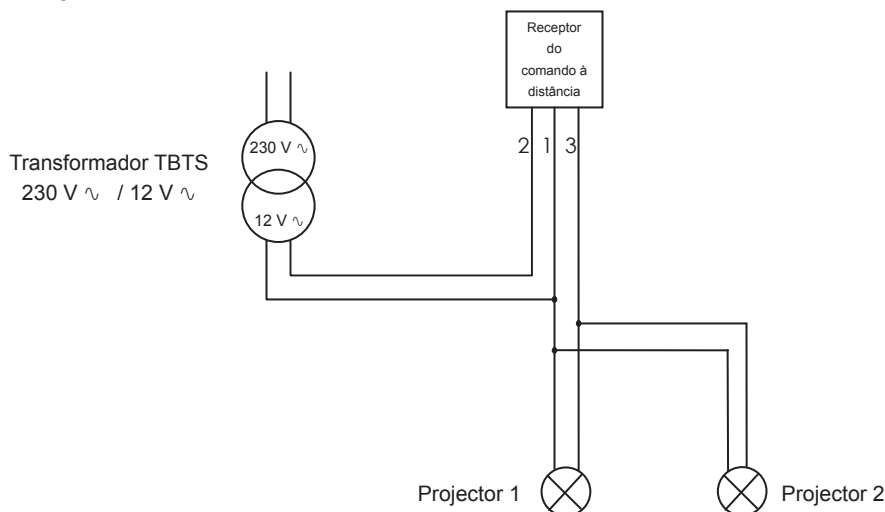 Receptor
do
comando à
distância
2 1 3
230 V ∿
Transformador TBTS
230 V ∿ / 12 V ∿
12 V ∿
Projector 1
Projector 2